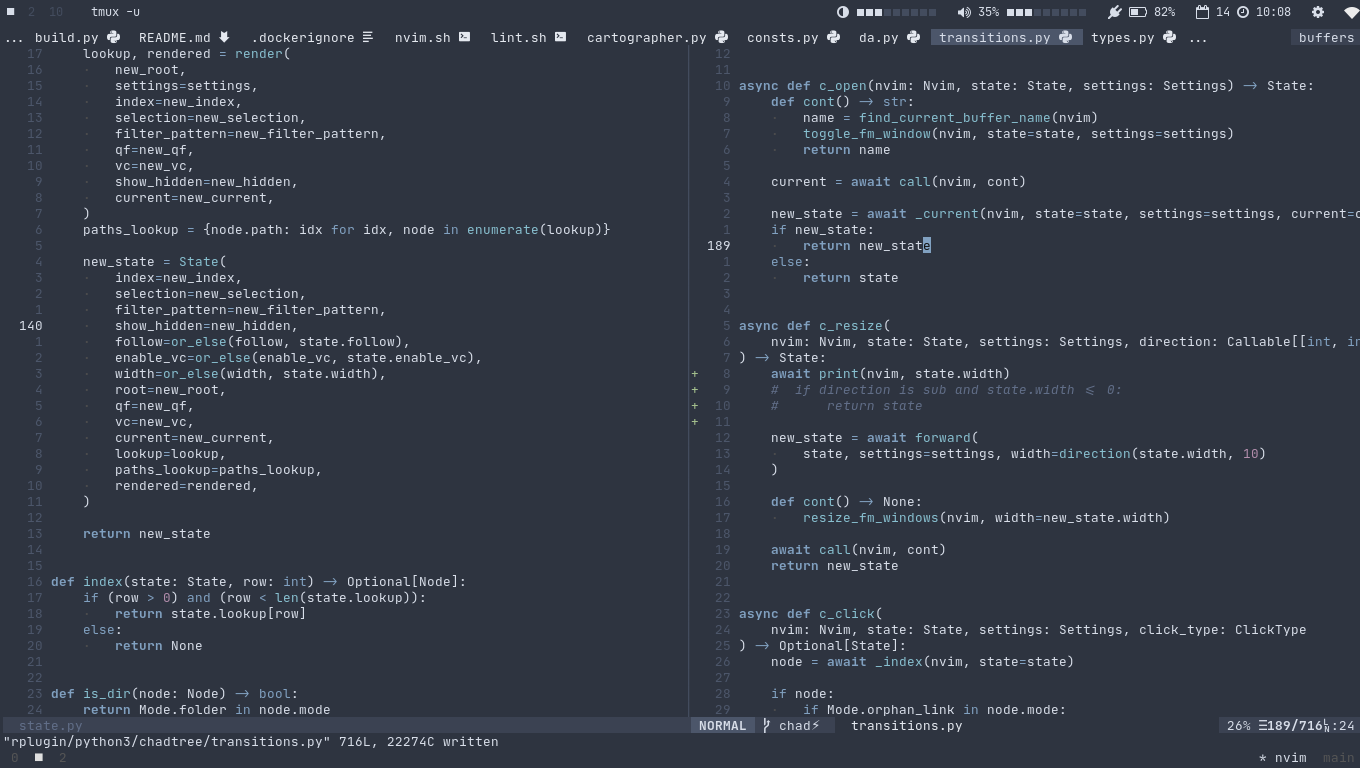 2 10 tmux -u 35% 82% 14 10:08
... build.py README.md .dockerignore nvim.sh lint.sh cartographer.py consts.py da.py transitions.py types.py ... buffers
17 lookup, rendered = render(
16 new_root,
15 settings=settings,
14 index=new_index,
13 selection=new_selection,
12 filter_pattern=new_filter_pattern,
11 qf=new_qf,
10 vc=new_vc,
9 show_hidden=new_hidden,
8 current=new_current,
7 )
6 paths_lookup = {node.path: idx for idx, node in enumerate(lookup)}
5
4 new_state = State(
3 index=new_index,
2 selection=new_selection,
1 filter_pattern=new_filter_pattern,
140 show_hidden=new_hidden,
1 follow=or_else(follow, state.follow),
2 enable_vc=or_else(enable_vc, state.enable_vc),
3 width=or_else(width, state.width),
4 root=new_root,
5 qf=new_qf,
6 vc=new_vc,
7 current=new_current,
8 lookup=lookup,
9 paths_lookup=paths_lookup,
10 rendered=rendered,
11 )
12
13 return new_state
14
15
16 def index(state: State, row: int) -> Optional[Node]:
17 if (row > 0) and (row < len(state.lookup)):
18 return state.lookup[row]
19 else:
20 return None
21
22
23 def is_dir(node: Node) -> bool:
24 return Mode.folder in node.mode
state.py
12
11
10 async def c_open(nvim: Nvim, state: State, settings: Settings) -> State:
9 def cont() -> str:
8 name = find_current_buffer_name(nvim)
7 toggle_fm_window(nvim, state=state, settings=settings)
6 return name
5
4 current = await call(nvim, cont)
3
2 new_state = await _current(nvim, state=state, settings=settings, current=c
1 if new_state:
189 return new_state
1 else:
2 return state
3
4
5 async def c_resize(
6 nvim: Nvim, state: State, settings: Settings, direction: Callable[[int, in
7 ) -> State:
+ 8 await print(nvim, state.width)
+ 9 # if direction is sub and state.width <= 0:
+ 10 # return state
+ 11
12 new_state = await forward(
13 state, settings=settings, width=direction(state.width, 10)
14 )
15
16 def cont() -> None:
17 resize_fm_windows(nvim, width=new_state.width)
18
19 await call(nvim, cont)
20 return new_state
21
22
23 async def c_click(
24 nvim: Nvim, state: State, settings: Settings, click_type: ClickType
25 ) -> Optional[State]:
26 node = await _index(nvim, state=state)
27
28 if node:
29 if Mode.orphan_link in node.mode:
NORMAL chad⚡ transitions.py 26% ☰189/716 :24
"rplugin/python3/chadtree/transitions.py" 716L, 22274C written
0 2 * nvim main